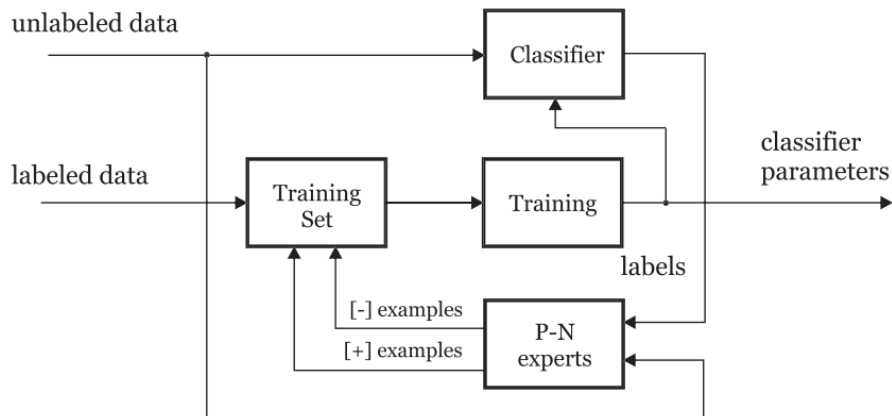 unlabeled data
Classifier
labeled data
Training
Set
Training
classifier
parameters
labels
[-] examples
[+] examples
P-N
experts